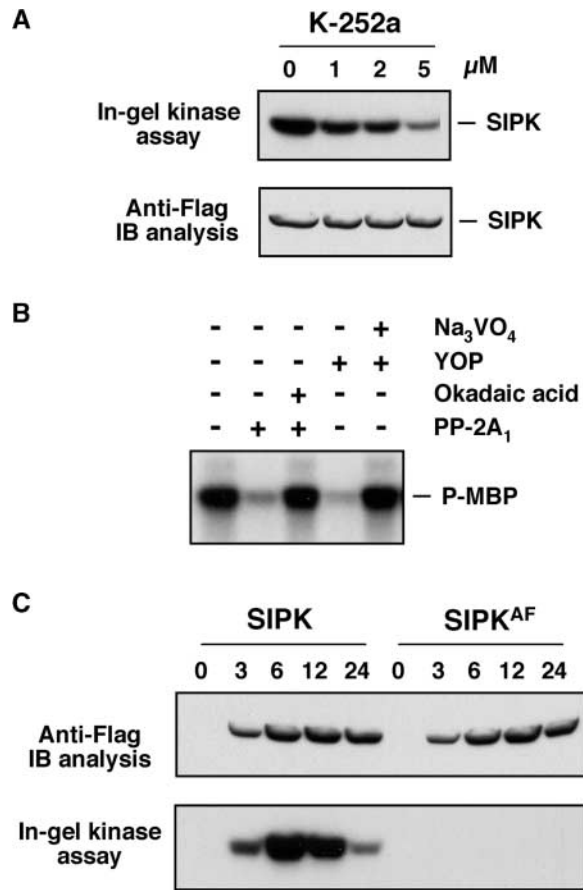 A
K-252a
0 1 2 5 µM
In-gel kinase
assay
— SIPK
Anti-Flag
IB analysis
— SIPK
B
- - - - + Na₃VO₄
- - - + + YOP
- - + - - Okadaic acid
- + + - - PP-2A₁
— P-MBP
C
SIPK SIPKᴬᶠ
0 3 6 12 24 0 3 6 12 24
Anti-Flag
IB analysis
In-gel kinase
assay